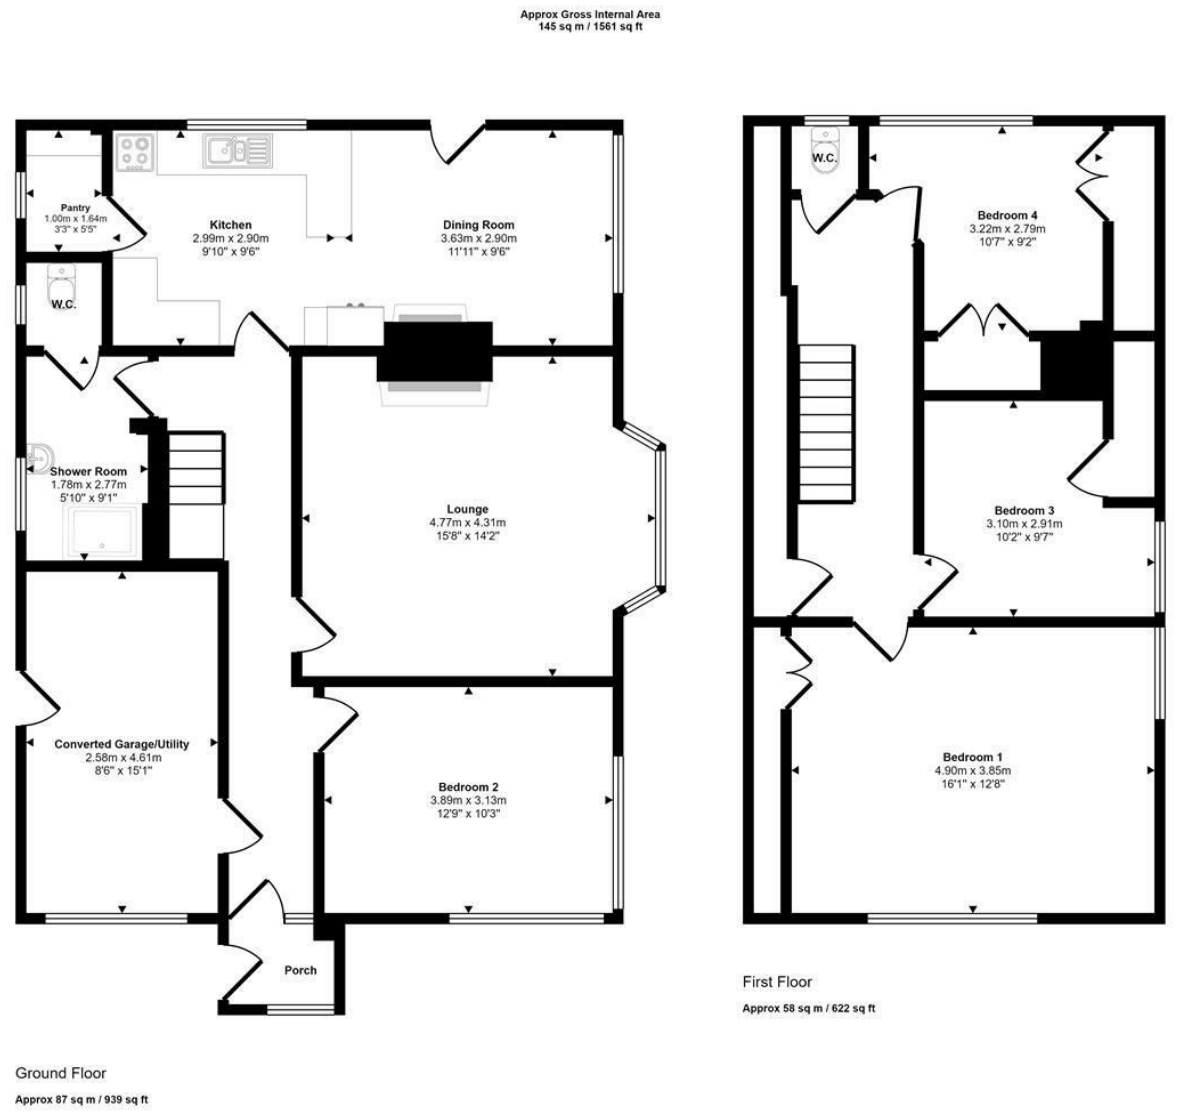 Approx Gross Internal Area
145 sq m / 1561 sq ft
Pantry
1.00m x 1.64m
3'3" x 5'5"
Kitchen
2.99m x 2.90m
9'10" x 9'6"
Dining Room
3.63m x 2.90m
11'11" x 9'6"
W.C.
Shower Room
1.78m x 2.77m
5'10" x 9'1"
Lounge
4.77m x 4.31m
15'8" x 14'2"
Converted Garage/Utility
2.58m x 4.61m
8'6" x 15'1"
Bedroom 2
3.89m x 3.13m
12'9" x 10'3"
Porch
Ground Floor
Approx 87 sq m / 939 sq ft
W.C.
Bedroom 4
3.22m x 2.79m
10'7" x 9'2"
Bedroom 3
3.10m x 2.91m
10'2" x 9'7"
Bedroom 1
4.90m x 3.85m
16'1" x 12'8"
First Floor
Approx 58 sq m / 622 sq ft